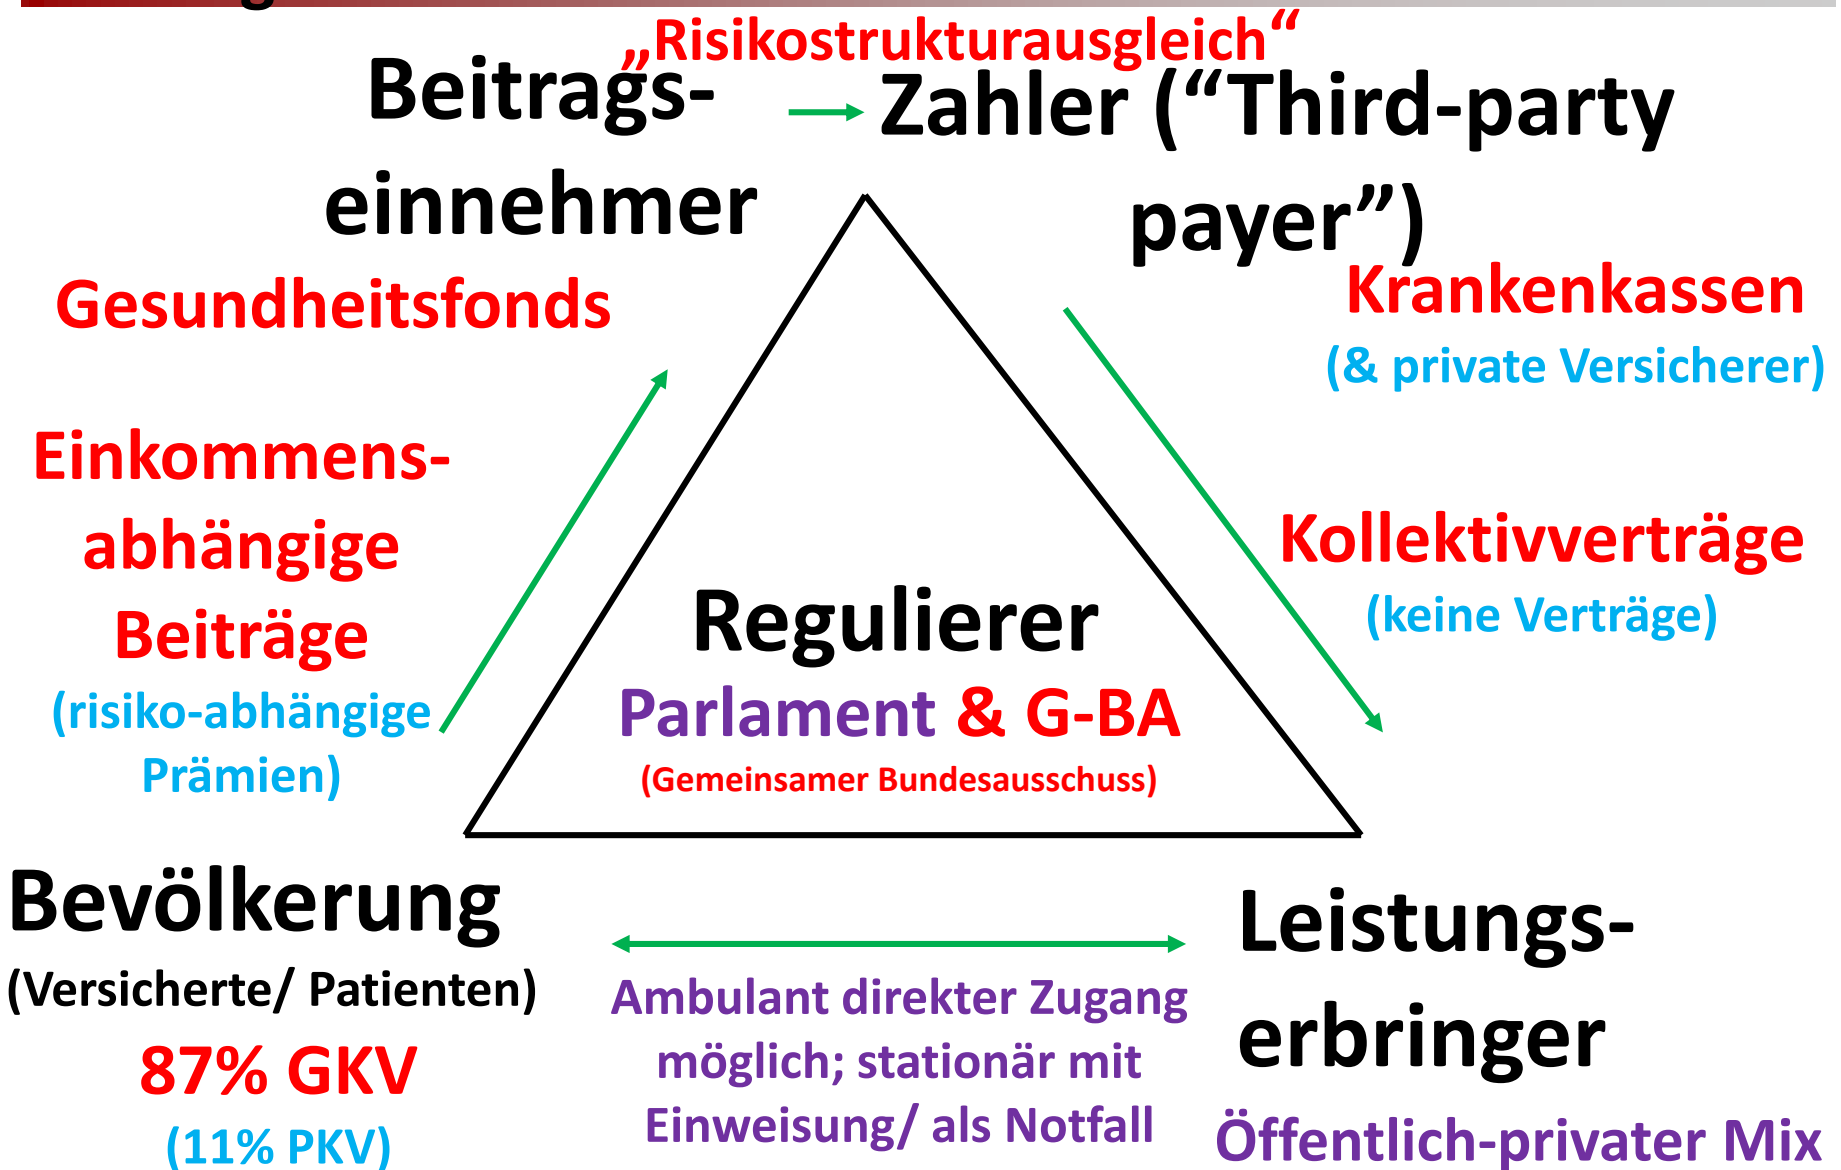 „Risikostrukturausgleich“
Beitrags-
einnehmer
Zahler (“Third-party
payer”)
Gesundheitsfonds
Krankenkassen
(& private Versicherer)
Einkommens-
abhängige
Beiträge
(risiko-abhängige
Prämien)
Kollektivverträge
(keine Verträge)
Regulierer
Parlament & G-BA
(Gemeinsamer Bundesausschuss)
Bevölkerung
(Versicherte/ Patienten)
87% GKV
(11% PKV)
Ambulant direkter Zugang
möglich; stationär mit
Einweisung/ als Notfall
Leistungs-
erbringer
Öffentlich-privater Mix